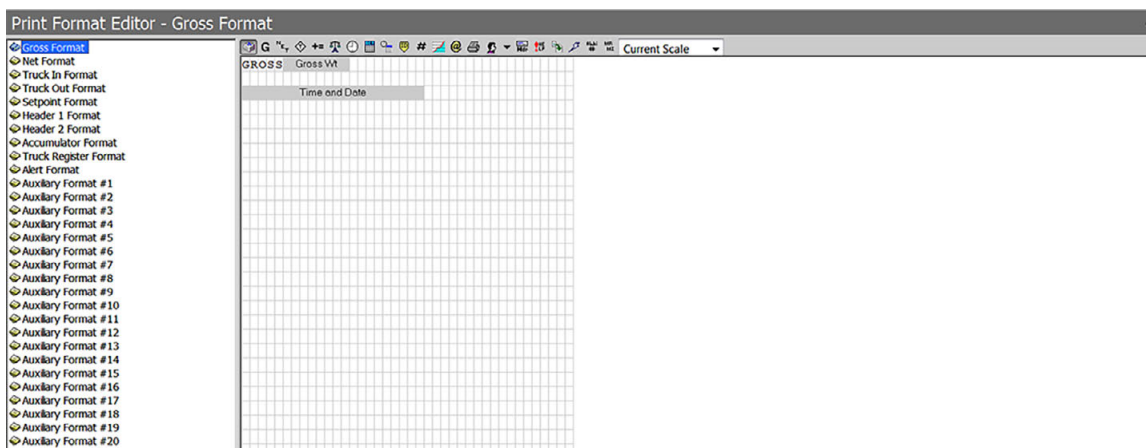 Print Format Editor - Gross Format
Gross Format
Net Format
Truck In Format
Truck Out Format
Setpoint Format
Header 1 Format
Header 2 Format
Accumulator Format
Truck Register Format
Alert Format
Auxiliary Format #1
Auxiliary Format #2
Auxiliary Format #3
Auxiliary Format #4
Auxiliary Format #5
Auxiliary Format #6
Auxiliary Format #7
Auxiliary Format #8
Auxiliary Format #9
Auxiliary Format #10
Auxiliary Format #11
Auxiliary Format #12
Auxiliary Format #13
Auxiliary Format #14
Auxiliary Format #15
Auxiliary Format #16
Auxiliary Format #17
Auxiliary Format #18
Auxiliary Format #19
Auxiliary Format #20
G # @ Current Scale
GROSS Gross Wt
Time and Date